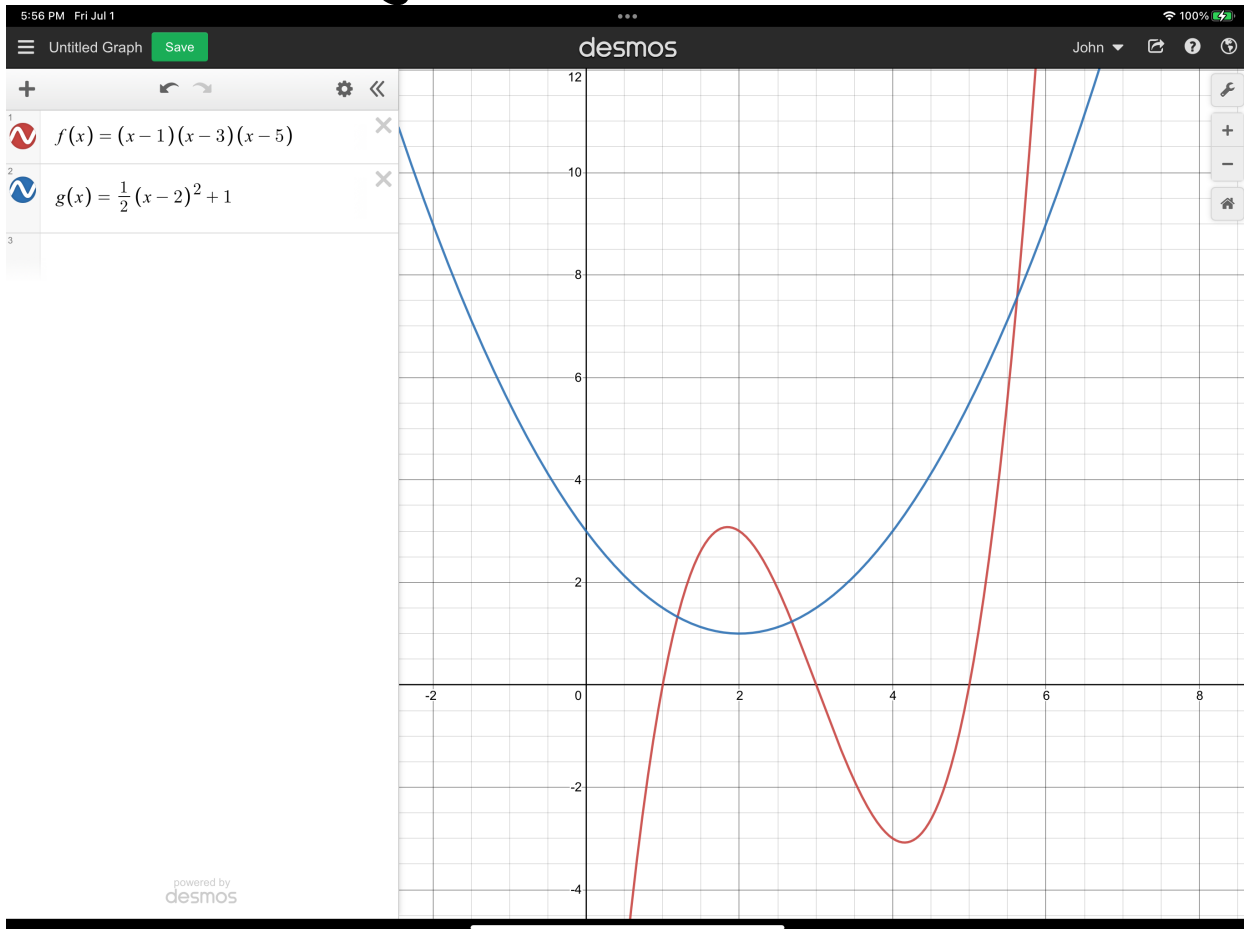 5:56 PM Fri Jul 1
100%
Untitled Graph Save
desmos
John
1
f(x) = (x − 1)(x − 3)(x − 5)
2
g(x) = 1/2 (x − 2)² + 1
3
powered by
desmos
12
10
8
6
4
2
-2 0 2 4 6 8
-2
-4